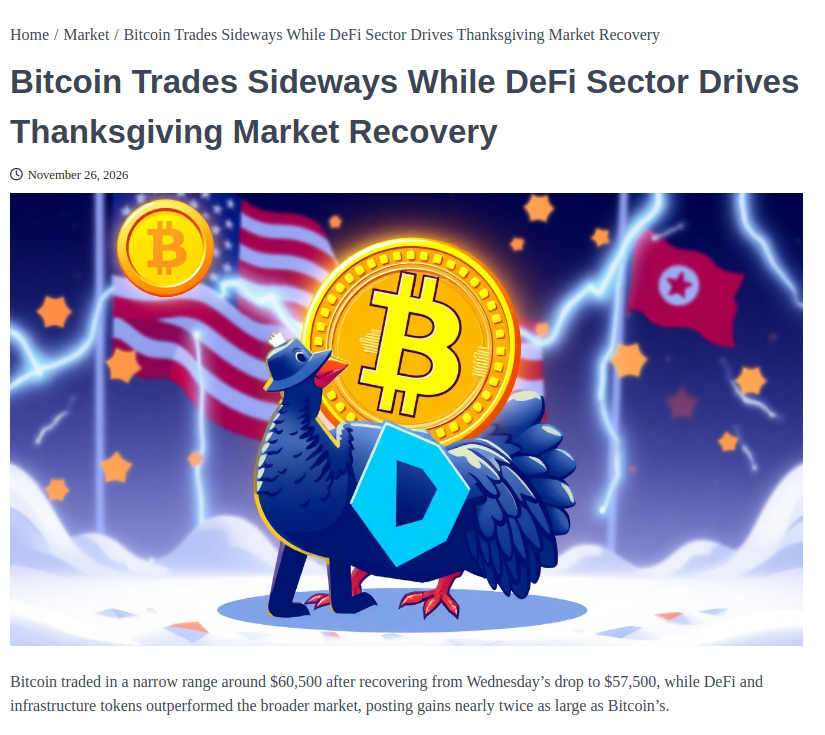 Home / Market / Bitcoin Trades Sideways While DeFi Sector Drives Thanksgiving Market Recovery
Bitcoin Trades Sideways While DeFi Sector Drives
Thanksgiving Market Recovery
November 26, 2026
Bitcoin traded in a narrow range around $60,500 after recovering from Wednesday’s drop to $57,500, while DeFi and
infrastructure tokens outperformed the broader market, posting gains nearly twice as large as Bitcoin’s.